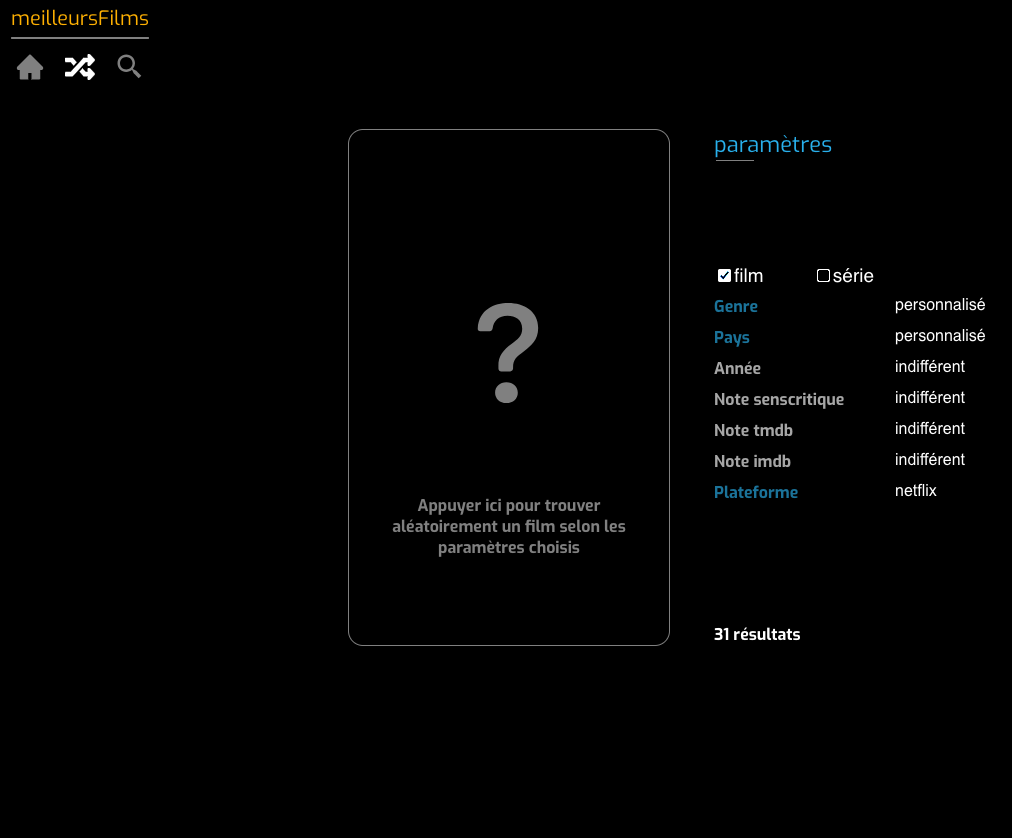 meilleursFilms
paramètres
film série
Genre personnalisé
Pays personnalisé
Année indifférent
Note senscritique indifférent
Note tmdb indifférent
Note imdb indifférent
Plateforme netflix
?
Appuyer ici pour trouver
aléatoirement un film selon les
paramètres choisis
31 résultats